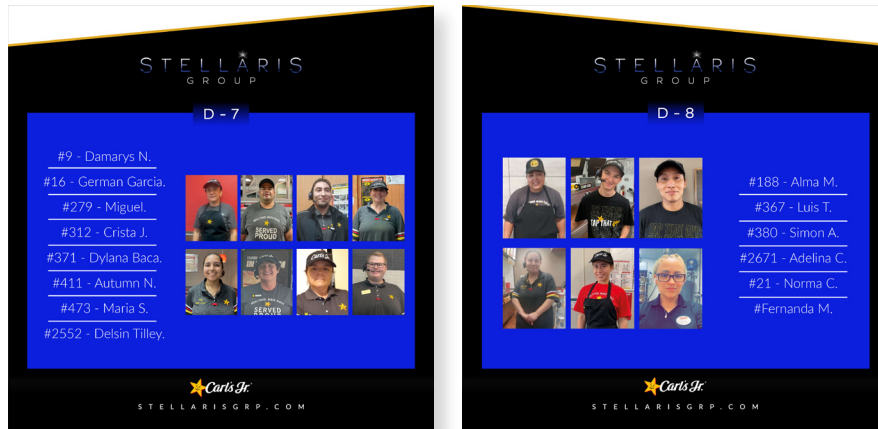 STELLARIS
GROUP
D - 7
#9 - Damarys N.
#16 - German Garcia.
#279 - Miguel.
#312 - Crista J.
#371 - Dylana Baca.
#411 - Autumn N.
#473 - Maria S.
#2552 - Delsin Tilley.
SERVED
PROUD
Carl's Jr.
SERVED
PROUD
Carl's Jr.
STELLARISGRP.COM
STELLARIS
GROUP
D - 8
TAP THAT
#188 - Alma M.
#367 - Luis T.
#380 - Simon A.
#2671 - Adelina C.
#21 - Norma C.
#Fernanda M.
Carl's Jr.
STELLARISGRP.COM